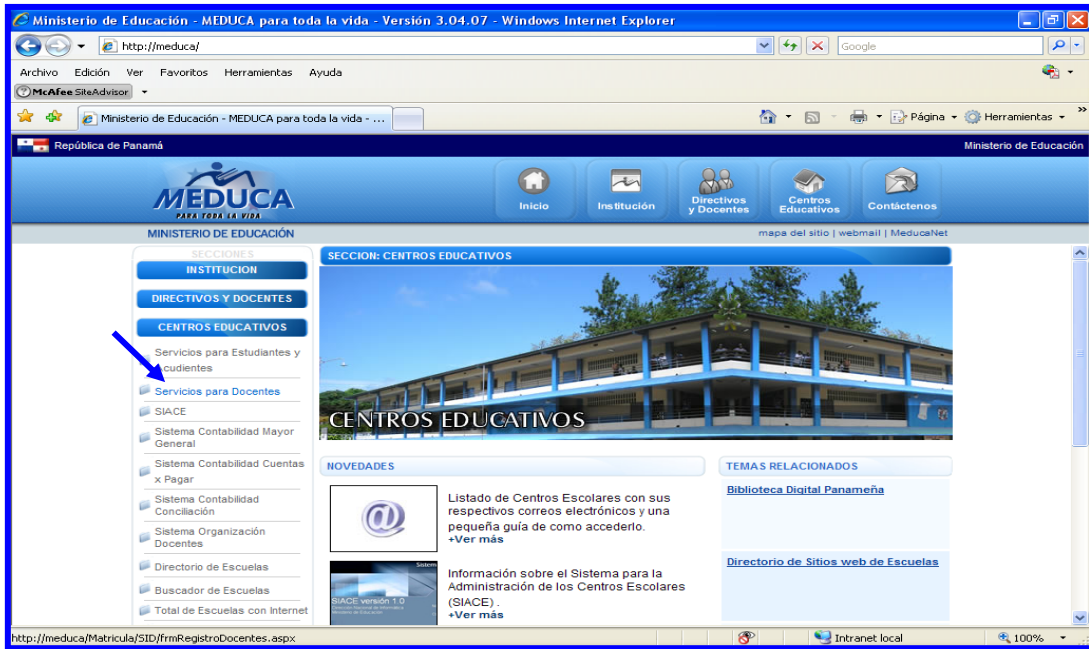 Ministerio de Educación - MEDUCA para toda la vida - Versión 3.04.07 - Windows Internet Explorer
http://meduca/
Google
Archivo Edición Ver Favoritos Herramientas Ayuda
McAfee SiteAdvisor
Ministerio de Educación - MEDUCA para toda la vida - ...
Página Herramientas
República de Panamá
Ministerio de Educación
MEDUCA
PARA TODA LA VIDA
MINISTERIO DE EDUCACIÓN
Inicio
Institución
Directivos
y Docentes
Centros
Educativos
Contáctenos
mapa del sitio | webmail | MeducaNet
SECCIONES
INSTITUCION
DIRECTIVOS Y DOCENTES
CENTROS EDUCATIVOS
Servicios para Estudiantes y
cudientes
Servicios para Docentes
SIACE
Sistema Contabilidad Mayor
General
Sistema Contabilidad Cuentas
x Pagar
Sistema Contabilidad
Conciliación
Sistema Organización
Docentes
Directorio de Escuelas
Buscador de Escuelas
Total de Escuelas con Internet
SECCION: CENTROS EDUCATIVOS
CENTROS EDUCATIVOS
NOVEDADES
Listado de Centros Escolares con sus
respectivos correos electrónicos y una
pequeña guía de como accederlo.
+Ver más
SIACE versión 1.0
Información sobre el Sistema para la
Administración de los Centros Escolares
(SIACE) .
+Ver más
TEMAS RELACIONADOS
Biblioteca Digital Panameña
Directorio de Sitios web de Escuelas
http://meduca/Matricula/SID/frmRegistroDocentes.aspx
Intranet local
100%